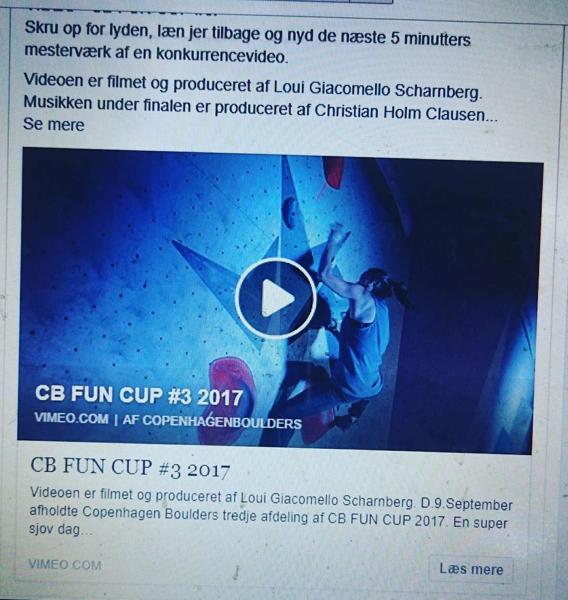 Skru op for lyden, læn jer tilbage og nyd de næste 5 minutters
mesterværk af en konkurrencevideo.
Videoen er filmet og produceret af Loui Giacomello Scharnberg.
Musikken under finalen er produceret af Christian Holm Clausen...
Se mere
CB FUN CUP #3 2017
VIMEO.COM | AF COPENHAGENBOULDERS
CB FUN CUP #3 2017
Videoen er filmet og produceret af Loui Giacomello Scharnberg. D.9.September
afholdte Copenhagen Boulders tredje afdeling af CB FUN CUP 2017. En super
sjov dag...
VIMEO.COM
Læs mere